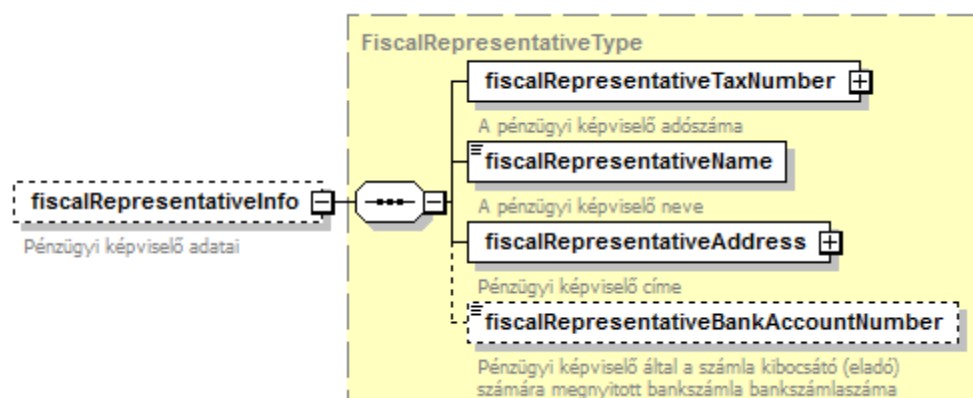 FiscalRepresentativeType
fiscalRepresentativeTaxNumber
A pénzügyi képviselő adószáma
fiscalRepresentativeName
A pénzügyi képviselő neve
fiscalRepresentativeInfo
Pénzügyi képviselő adatai
fiscalRepresentativeAddress
Pénzügyi képviselő címe
fiscalRepresentativeBankAccountNumber
Pénzügyi képviselő által a számla kibocsátó (eladó)
számára megnyitott bankszámla bankszámlaszáma